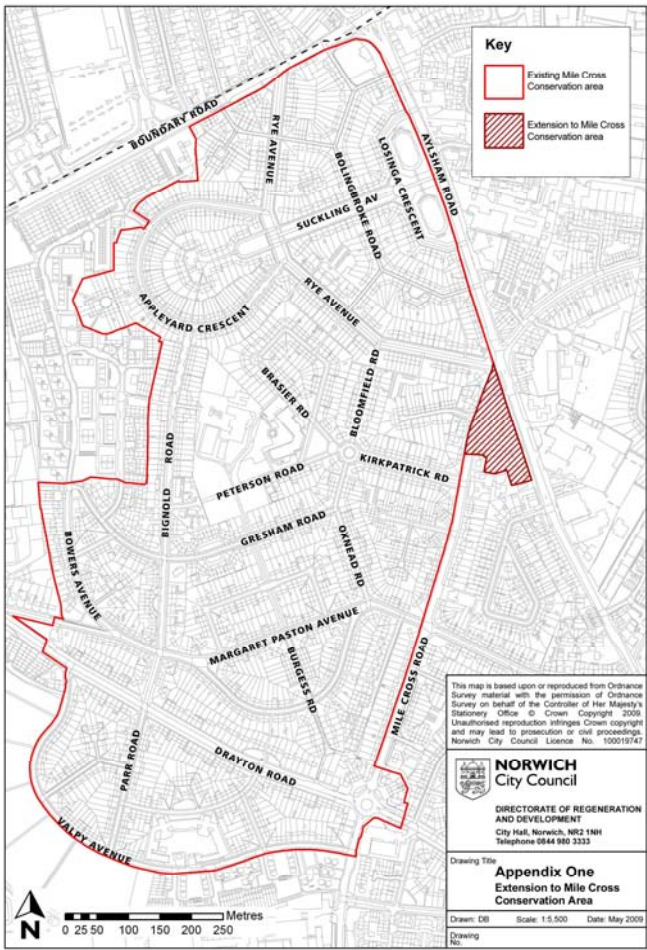 Key
Existing Mile Cross
Conservation area
Extension to Mile Cross
Conservation area
BOUNDARY ROAD
RYE AVENUE
AYLSHAM ROAD
LOSINGA CRESCENT
BOLINGBROKE ROAD
SUCKLING AV
APPLEYARD CRESCENT
RYE AVENUE
BRASIER RD
BLOOMFIELD RD
BIGNOLD ROAD
KIRKPATRICK RD
PETERSON ROAD
GRESHAM ROAD
BOWERS AVENUE
OKNEAD RD
MARGARET PASTON AVENUE
BURGESS RD
MILE CROSS ROAD
PARR ROAD
DRAYTON ROAD
VALPY AVENUE
This map is based upon or reproduced from Ordnance
Survey material with the permission of Ordnance
Survey on behalf of the Controller of Her Majesty's
Stationery Office © Crown Copyright 2009.
Unauthorised reproduction infringes Crown copyright
and may lead to prosecution or civil proceedings.
Norwich City Council Licence No. 100019747
NORWICH
City Council
DIRECTORATE OF REGENERATION
AND DEVELOPMENT
City Hall, Norwich, NR2 1NH
Telephone 0844 980 3333
Drawing Title
Appendix One
Extension to Mile Cross
Conservation Area
Drawn: DB Scale: 1:5,500 Date: May 2009
Drawing
No.
N
Metres
0 25 50 100 150 200 250